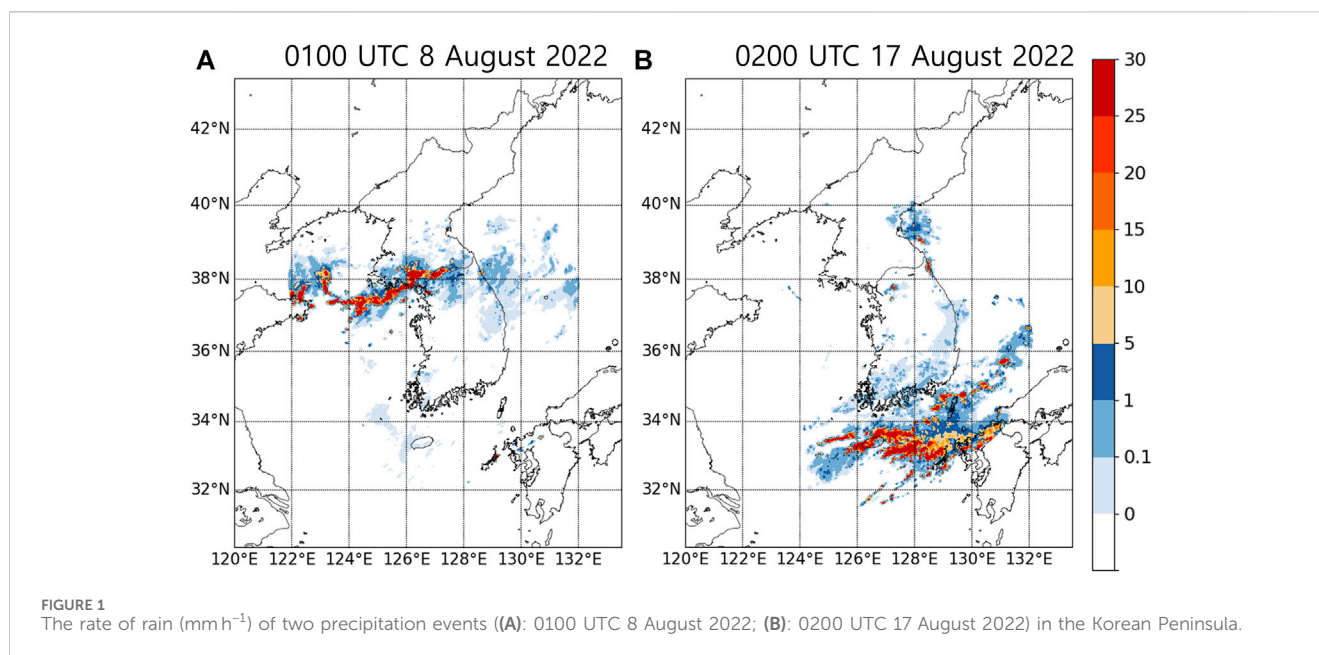 A 0100 UTC 8 August 2022 B 0200 UTC 17 August 2022
42°N 42°N 30
40°N 40°N 25
38°N 38°N 20
36°N 36°N 15
34°N 34°N 10
32°N 32°N 5
1
0.1
0
120°E 122°E 124°E 126°E 128°E 130°E 132°E 120°E 122°E 124°E 126°E 128°E 130°E 132°E
FIGURE 1
The rate of rain (mm h⁻¹) of two precipitation events ((A): 0100 UTC 8 August 2022; (B): 0200 UTC 17 August 2022) in the Korean Peninsula.